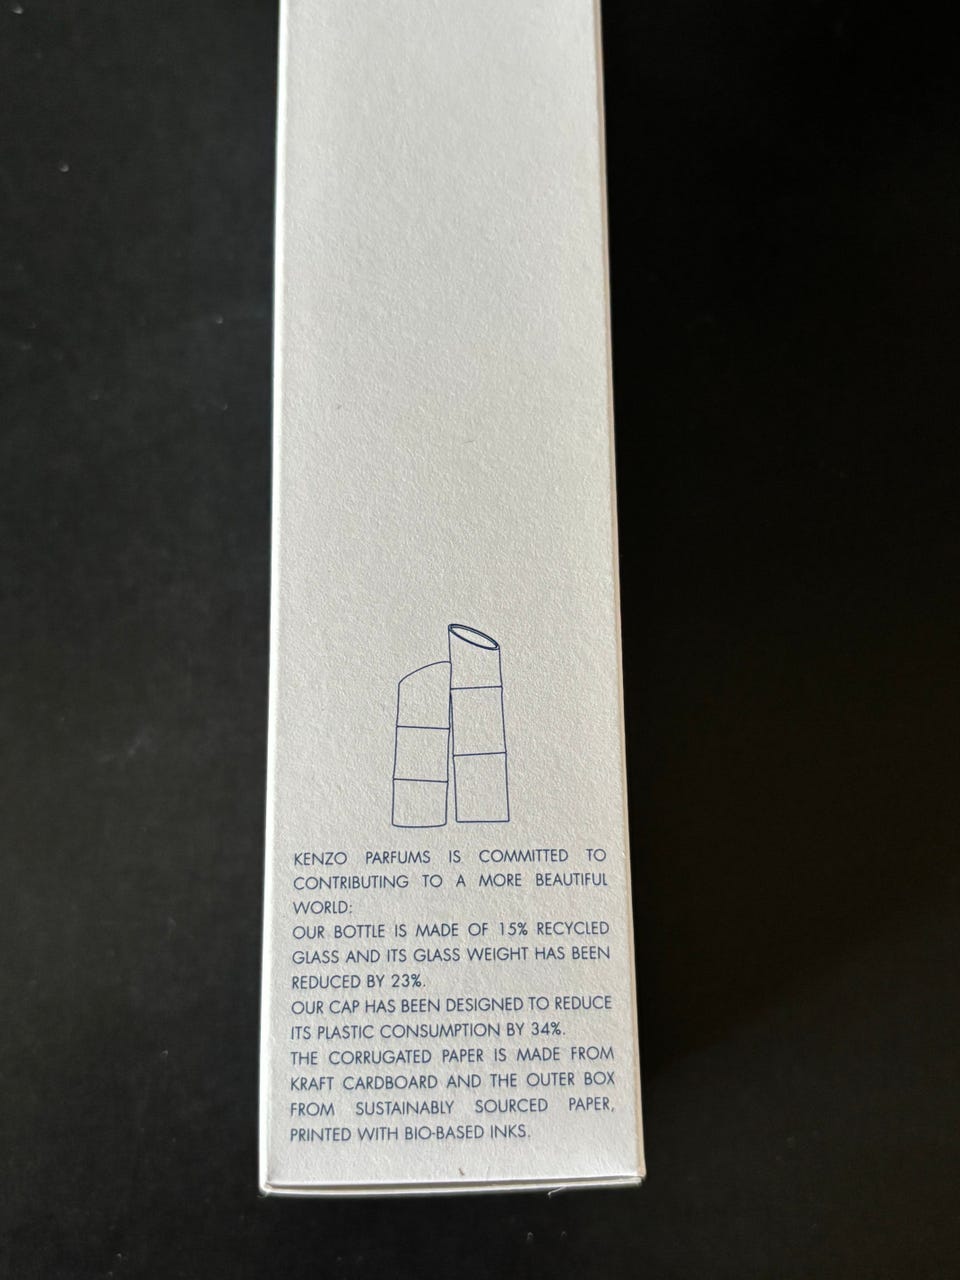 KENZO PARFUMS IS COMMITTED TO
CONTRIBUTING TO A MORE BEAUTIFUL
WORLD:
OUR BOTTLE IS MADE OF 15% RECYCLED
GLASS AND ITS GLASS WEIGHT HAS BEEN
REDUCED BY 23%.
OUR CAP HAS BEEN DESIGNED TO REDUCE
ITS PLASTIC CONSUMPTION BY 34%.
THE CORRUGATED PAPER IS MADE FROM
KRAFT CARDBOARD AND THE OUTER BOX
FROM SUSTAINABLY SOURCED PAPER,
PRINTED WITH BIO-BASED INKS.